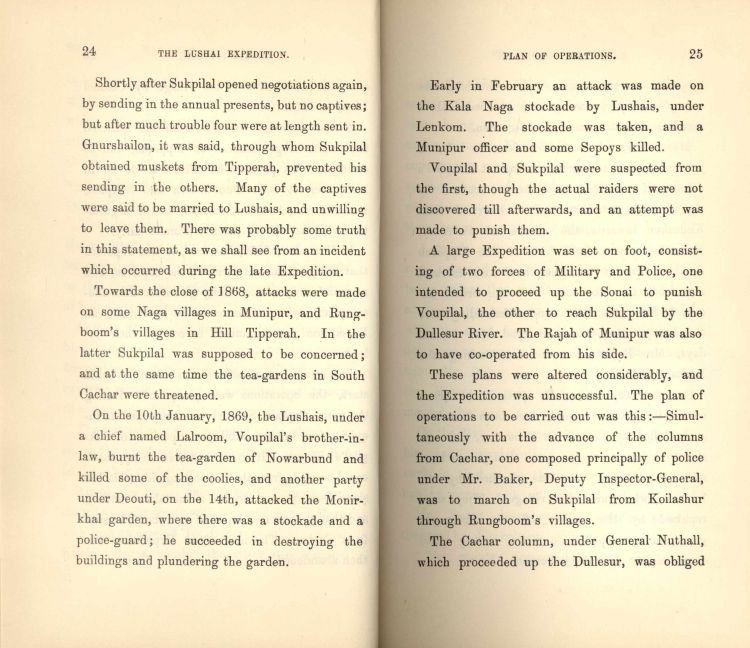 24
THE LUSHAI EXPEDITION.
Shortly after Sukpilal opened negotiations again,
by sending in the annual presents, but no captives;
but after much trouble four were at length sent in.
Gnurshailon, it was said, through whom Sukpilal
obtained muskets from Tipperah, prevented his
sending in the others. Many of the captives
were said to be married to Lushais, and unwilling
to leave them. There was probably some truth
in this statement, as we shall see from an incident
which occurred during the late Expedition.
Towards the close of 1868, attacks were made
on some Naga villages in Munipur, and Rung-
boom's villages in Hill Tipperah. In the
latter Sukpilal was supposed to be concerned;
and at the same time the tea-gardens in South
Cachar were threatened.
On the 10th January, 1869, the Lushais, under
a chief named Lalroom, Voupilal's brother-in-
law, burnt the tea-garden of Nowarbund and
killed some of the coolies, and another party
under Deouti, on the 14th, attacked the Monir-
khal garden, where there was a stockade and a
police-guard; he succeeded in destroying the
buildings and plundering the garden.
PLAN OF OPERATIONS.
25
Early in February an attack was made on
the Kala Naga stockade by Lushais, under
Lenkom. The stockade was taken, and a
Munipur officer and some Sepoys killed.
Voupilal and Sukpilal were suspected from
the first, though the actual raiders were not
discovered till afterwards, and an attempt was
made to punish them.
A large Expedition was set on foot, consist-
ing of two forces of Military and Police, one
intended to proceed up the Sonai to punish
Voupilal, the other to reach Sukpilal by the
Dullesur River. The Rajah of Munipur was also
to have co-operated from his side.
These plans were altered considerably, and
the Expedition was unsuccessful. The plan of
operations to be carried out was this:—Simul-
taneously with the advance of the columns
from Cachar, one composed principally of police
under Mr. Baker, Deputy Inspector-General,
was to march on Sukpilal from Koilashur
through Rungboom's villages.
The Cachar column, under General Nuthall,
which proceeded up the Dullesur, was obliged